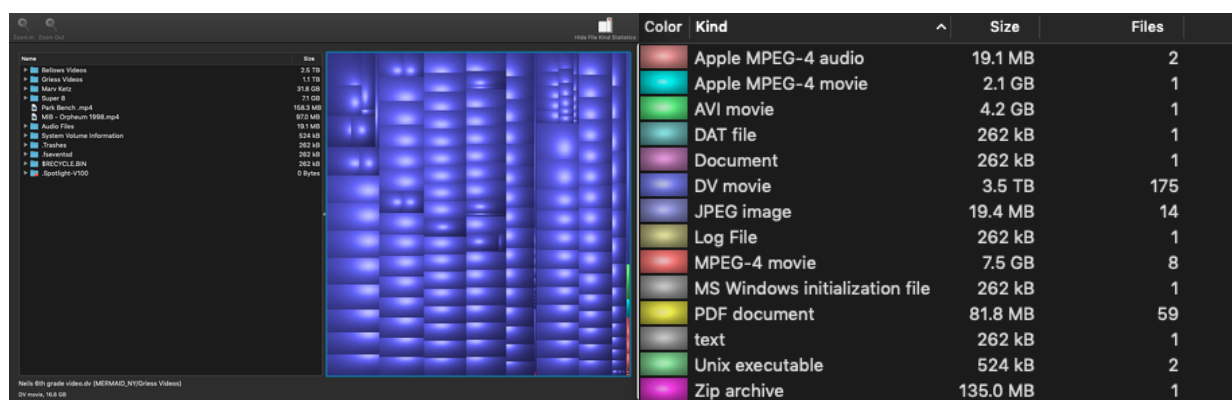 Zoom In Zoom Out
Hide File Kind Statistics
Name Size
Bellows Videos 2.5 TB
Griess Videos 1.1 TB
Marv Ketz 31.8 GB
Super 8 7.1 GB
Park Bench .mp4 158.3 MB
MIB - Orpheum 1998.mp4 97.0 MB
Audio Files 19.1 MB
System Volume Information 524 kB
.Trashes 262 kB
.fseventsd 262 kB
$RECYCLE.BIN 262 kB
.Spotlight-V100 0 Bytes
Neils 6th grade video.dv (MERMAID_NY/Griess Videos)
DV movie, 16.6 GB
Color Kind Size Files
Apple MPEG-4 audio 19.1 MB 2
Apple MPEG-4 movie 2.1 GB 1
AVI movie 4.2 GB 1
DAT file 262 kB 1
Document 262 kB 1
DV movie 3.5 TB 175
JPEG image 19.4 MB 14
Log File 262 kB 1
MPEG-4 movie 7.5 GB 8
MS Windows initialization file 262 kB 1
PDF document 81.8 MB 59
text 262 kB 1
Unix executable 524 kB 2
Zip archive 135.0 MB 1